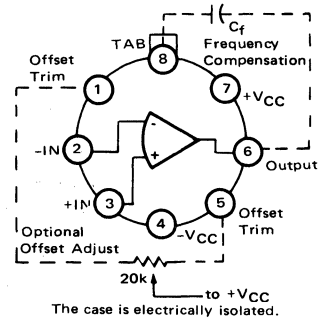 Cf
TAB
8
Frequency
Compensation
Offset
Trim
1
7
+VCC
-
-IN
2
6
Output
+
+IN
3
5
Offset
Trim
4
-VCC
Optional
Offset Adjust
20k
to +VCC
The case is electrically isolated.